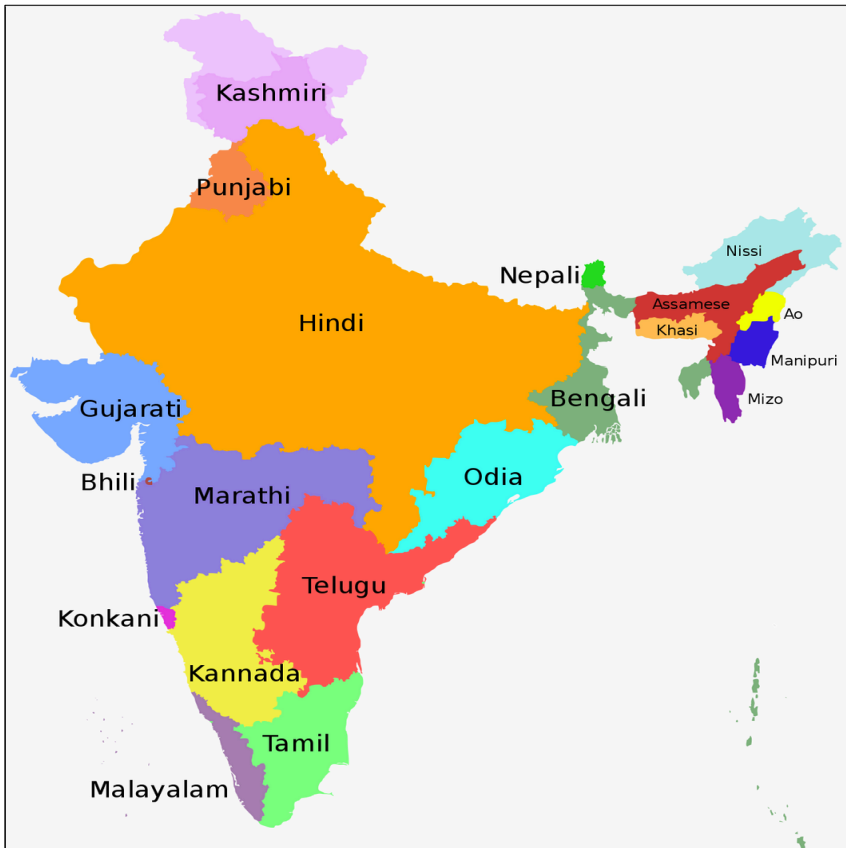 Kashmiri
Punjabi
Nissi
Nepali
Assamese
Ao
Hindi
Khasi
Manipuri
Bengali
Mizo
Gujarati
Odia
Bhili
Marathi
Telugu
Konkani
Kannada
Tamil
Malayalam